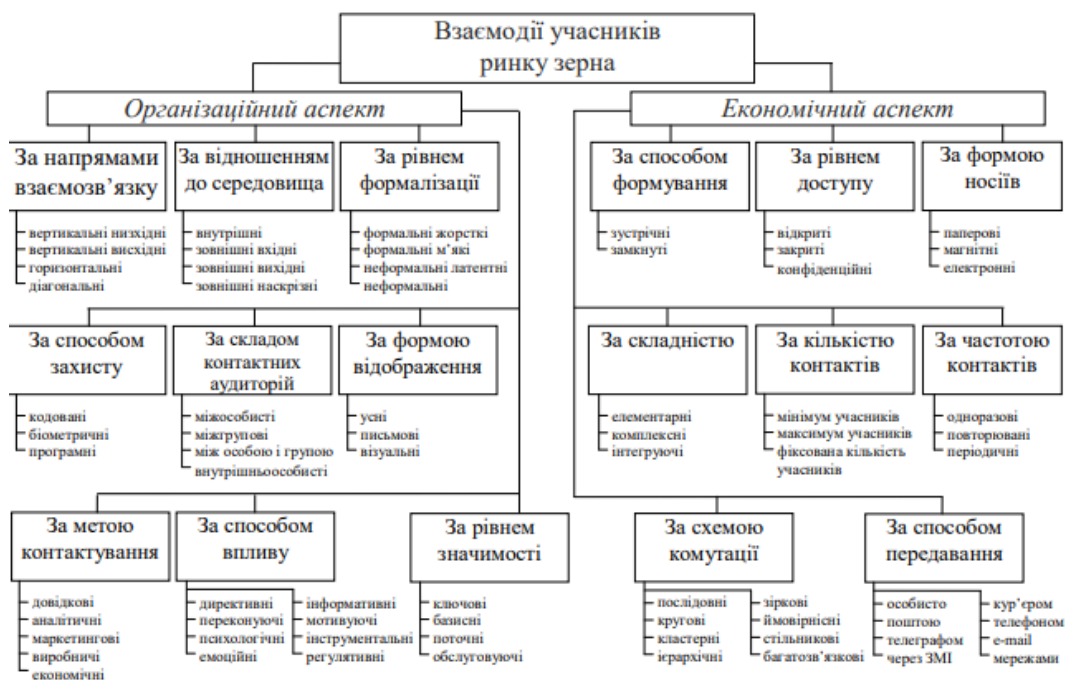 Взаємодії учасників
ринку зерна
Організаційний аспект
Економічний аспект
За напрямами
взаємозв’язку
вертикальні низхідні
вертикальні висхідні
горизонтальні
діагональні
За відношенням
до середовища
внутрішні
зовнішні вхідні
зовнішні вихідні
зовнішні наскрізні
За рівнем
формалізації
формальні жорсткі
формальні м’які
неформальні латентні
неформальні
За способом
формування
зустрічні
замкнуті
За рівнем
доступу
відкриті
закриті
конфіденційні
За формою
носіїв
паперові
магнітні
електронні
За способом
захисту
кодовані
біометричні
програмні
За складом
контактних
аудиторій
міжособисті
міжгрупові
між особою і групою
внутрішньоособисті
За формою
відображення
усні
письмові
візуальні
За складністю
елементарні
комплексні
інтегруючі
За кількістю
контактів
мінімум учасників
максимум учасників
фіксована кількість
учасників
За частотою
контактів
одноразові
повторювані
періодичні
За метою
контактування
довідкові
аналітичні
маркетингові
виробничі
економічні
За способом
впливу
директивні
переконуючі
психологічні
емоційні
інформативні
мотивуючі
інструментальні
регулятивні
За рівнем
значимості
ключові
базисні
поточні
обслуговуючі
За схемою
комутації
послідовні
кругові
кластерні
ієрархічні
зіркові
ймовірнісні
стільникові
багатозв’язкові
За способом
передавання
особисто
поштою
телеграфом
через ЗМІ
кур’єром
телефоном
e-mail
мережами